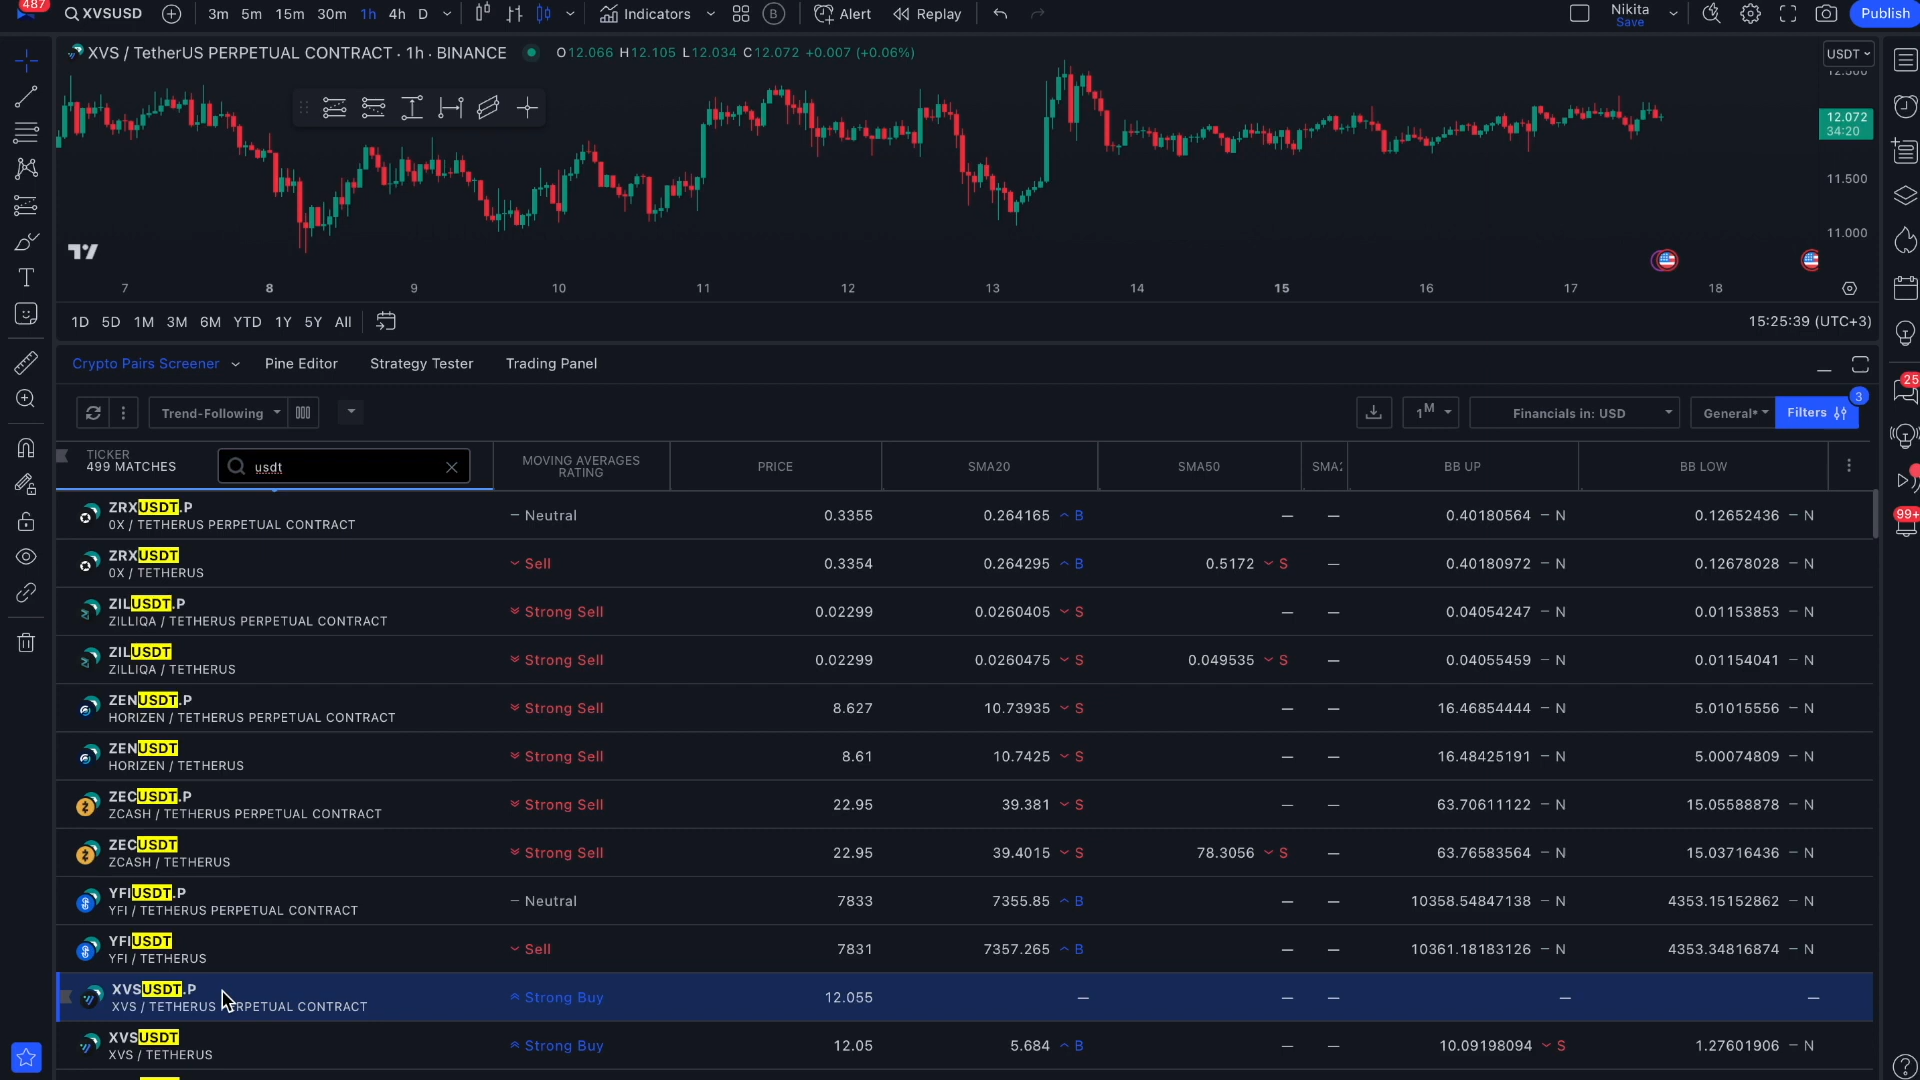 487
XVSUSD
3m 5m 15m 30m 1h 4h D
Indicators
B
Alert
Replay
Nikita
Save
Publish
XVS / TetherUS PERPETUAL CONTRACT · 1h · BINANCE
O12.066 H12.105 L12.034 C12.072 +0.007 (+0.06%)
USDT
12.500
12.072
34:20
11.500
11.000
7 8 9 10 11 12 13 14 15 16 17 18
1D 5D 1M 3M 6M YTD 1Y 5Y All
15:25:39 (UTC+3)
Crypto Pairs Screener Pine Editor Strategy Tester Trading Panel
25
99+
3
Trend-Following
1M
Financials in: USD
General*
Filters
TICKER
499 MATCHES
usdt
MOVING AVERAGES
RATING
PRICE SMA20 SMA50 SMA2 BB UP BB LOW
ZRXUSDT.P
0X / TETHERUS PERPETUAL CONTRACT
— Neutral 0.3355 0.264165 B — — 0.40180564 — N 0.12652436 — N
ZRXUSDT
0X / TETHERUS
Sell 0.3354 0.264295 B 0.5172 S — 0.40180972 — N 0.12678028 — N
ZILUSDT.P
ZILLIQA / TETHERUS PERPETUAL CONTRACT
Strong Sell 0.02299 0.0260405 S — — 0.04054247 — N 0.01153853 — N
ZILUSDT
ZILLIQA / TETHERUS
Strong Sell 0.02299 0.0260475 S 0.049535 S — 0.04055459 — N 0.01154041 — N
ZENUSDT.P
HORIZEN / TETHERUS PERPETUAL CONTRACT
Strong Sell 8.627 10.73935 S — — 16.46854444 — N 5.01015556 — N
ZENUSDT
HORIZEN / TETHERUS
Strong Sell 8.61 10.7425 S — — 16.48425191 — N 5.00074809 — N
ZECUSDT.P
ZCASH / TETHERUS PERPETUAL CONTRACT
Strong Sell 22.95 39.381 S — — 63.70611122 — N 15.05588878 — N
ZECUSDT
ZCASH / TETHERUS
Strong Sell 22.95 39.4015 S 78.3056 S — 63.76583564 — N 15.03716436 — N
YFIUSDT.P
YFI / TETHERUS PERPETUAL CONTRACT
— Neutral 7833 7355.85 B — — 10358.54847138 — N 4353.15152862 — N
YFIUSDT
YFI / TETHERUS
Sell 7831 7357.265 B — — 10361.18183126 — N 4353.34816874 — N
XVSUSDT.P
XVS / TETHERUS PERPETUAL CONTRACT
Strong Buy 12.055 — — — — —
XVSUSDT
XVS / TETHERUS
Strong Buy 12.05 5.684 B — — 10.09198094 S 1.27601906 — N